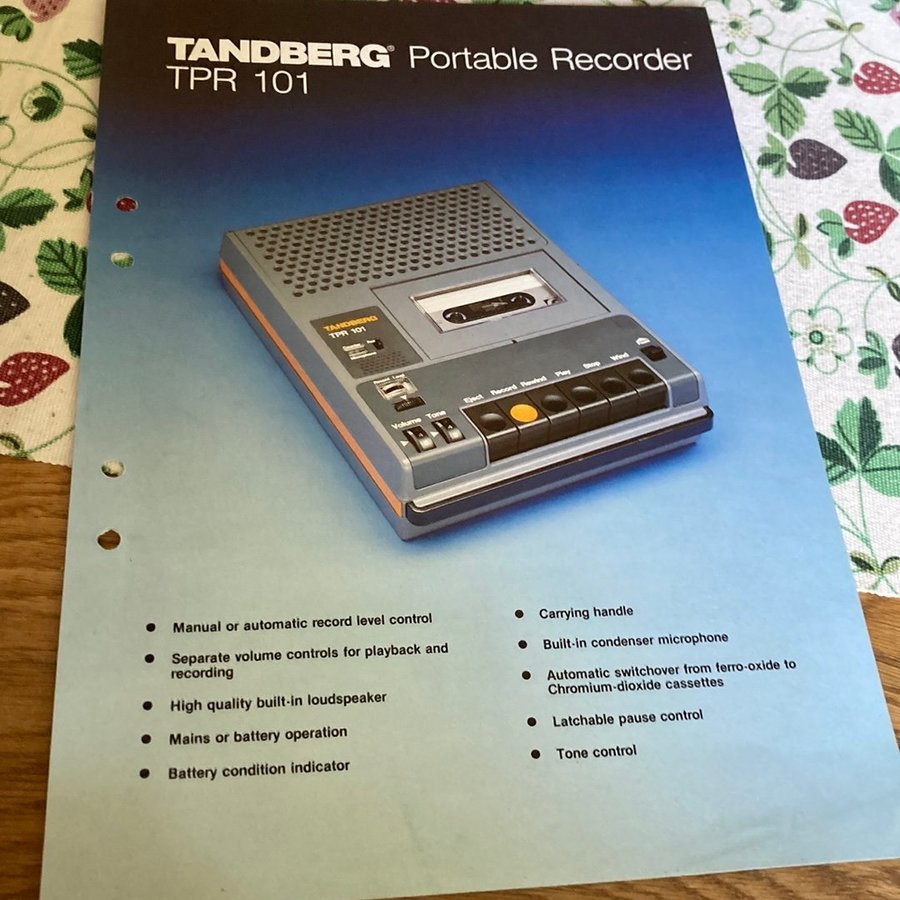 TANDBERG® Portable Recorder
TPR 101
TANDBERG
TPR 101
Record Level
Volume Tone
Eject Record Rewind Play Stop Wind
Manual or automatic record level control
Separate volume controls for playback and
recording
High quality built-in loudspeaker
Mains or battery operation
Battery condition indicator
Carrying handle
Built-in condenser microphone
Automatic switchover from ferro-oxide to
Chromium-dioxide cassettes
Latchable pause control
Tone control